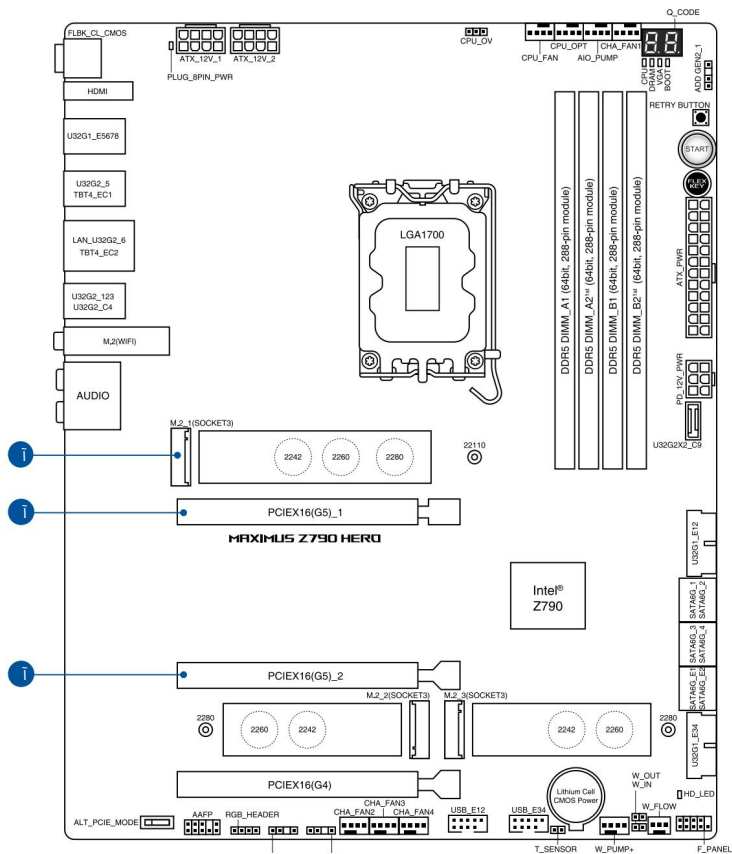 Q_CODE
FLBK_CL_CMOS
ATX_12V_1
ATX_12V_2
PLUG_8PIN_PWR
CPU_OV
CPU_FAN
CPU_OPT
AIO_PUMP
CHA_FAN1
88
CPU
DRAM
VGA
BOOT
ADD GEN2_1
HDMI
RETRY BUTTON
U32G1_E5678
START
U32G2_5
TBT4_EC1
FLEX
KEY
LGA1700
DDR5 DIMM_A1 (64bit, 288-pin module)
DDR5 DIMM_A2¹ˢᵗ (64bit, 288-pin module)
DDR5 DIMM_B1 (64bit, 288-pin module)
DDR5 DIMM_B2¹ˢᵗ (64bit, 288-pin module)
LAN_U32G2_6
TBT4_EC2
ATX_PWR
U32G2_123
U32G2_C4
M.2(WIFI)
AUDIO
PD_12V_PWR
U32G2X2_C9
M.2_1(SOCKET3)
2242
2260
2280
22110
PCIEX16(G5)_1
MAXIMUS Z790 HERO
U32G1_E12
Intel®
Z790
SATA6G_1
SATA6G_2
SATA6G_3
SATA6G_4
SATA6G_E1
SATA6G_E2
PCIEX16(G5)_2
M.2_2(SOCKET3)
M.2_3(SOCKET3)
2280
2260
2242
2242
2260
2280
U32G1_E34
PCIEX16(G4)
Lithium Cell
CMOS Power
W_OUT
W_IN
HD_LED
ALT_PCIE_MODE
AAFP
RGB_HEADER
CHA_FAN3
CHA_FAN2
CHA_FAN4
USB_E12
USB_E34
W_FLOW
T_SENSOR
W_PUMP+
F_PANEL